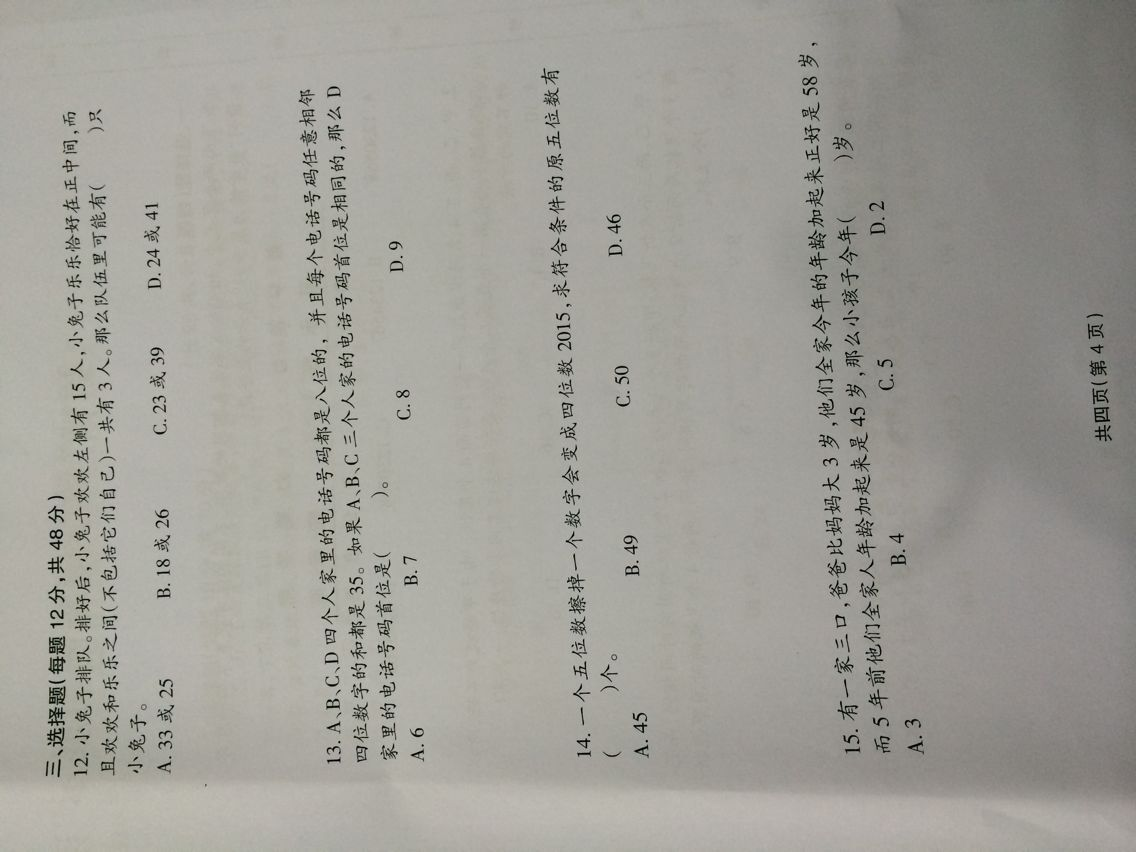 三、选择题(每题 12 分,共 48 分)
12. 小兔子排队。排好后,小兔子欢欢左侧有 15 人,小兔子乐乐恰好在正中间,而
且欢欢和乐乐之间(不包括它们自己)一共有 3 人。那么队伍里可能有( )只
小兔子。
A. 33 或 25 B. 18 或 26 C. 23 或 39 D. 24 或 41
13. A、B、C、D 四个人家里的电话号码都是八位的, 并且每个电话号码任意相邻
四位数字的和都是 35。如果 A、B、C 三个人家的电话号码首位是相同的,那么 D
家里的电话号码首位是( )。
A. 6 B. 7 C. 8 D. 9
14. 一个五位数擦掉一个数字会变成四位数 2015,求符合条件的原五位数有
( )个。
A. 45 B. 49 C. 50 D. 46
15. 有一家三口,爸爸比妈妈大 3 岁,他们全家今年的年龄加起来正好是 58 岁,
而 5 年前他们全家人年龄加起来是 45 岁,那么小孩子今年( )岁。
A. 3 B. 4 C. 5 D. 2
共四页(第 4 页)